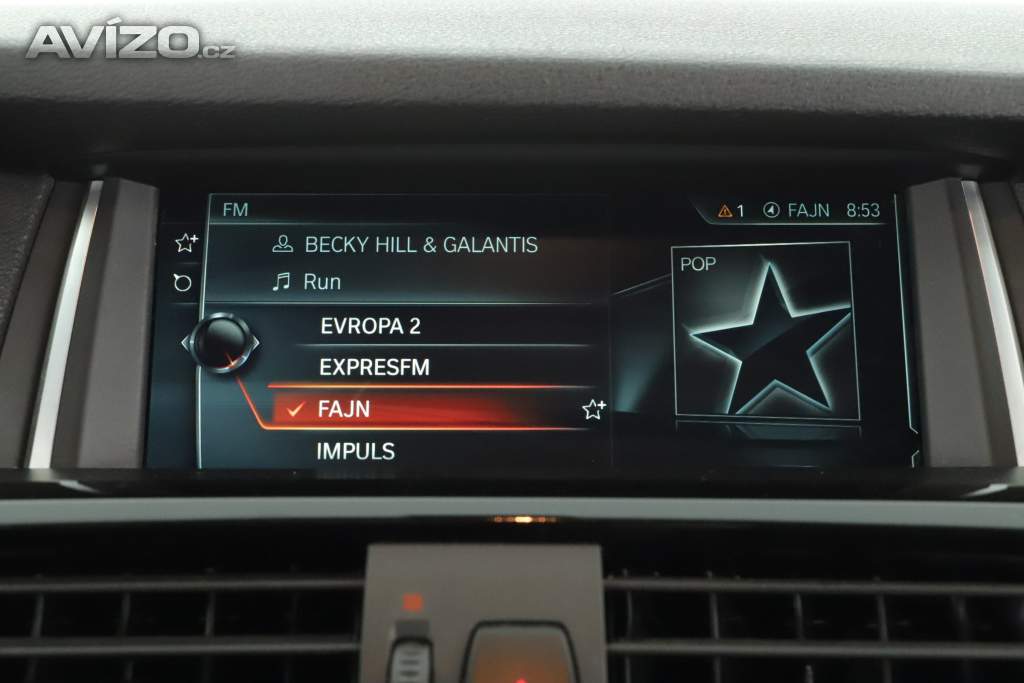 AVÍZO.cz
FM
1 FAJN 8:53
BECKY HILL & GALANTIS
Run
POP
EVROPA 2
EXPRESFM
FAJN
IMPULS